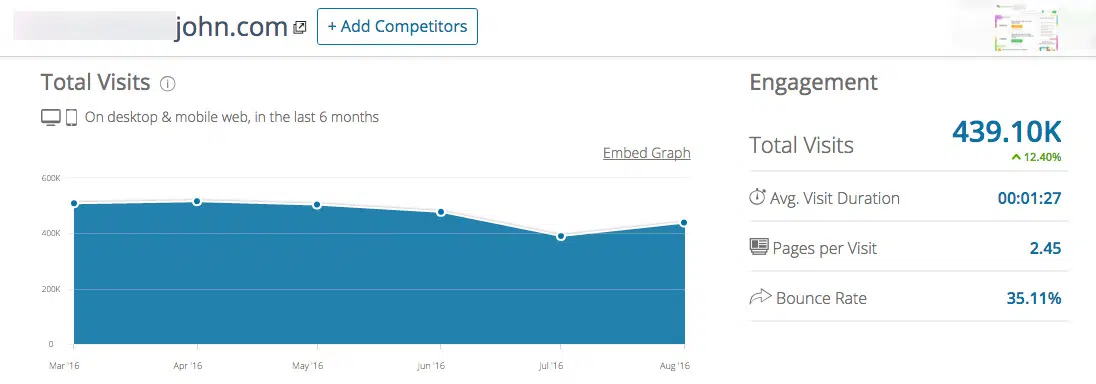 john.com + Add Competitors
Total Visits
On desktop & mobile web, in the last 6 months
Embed Graph
600K
400K
200K
0
Mar '16 Apr '16 May '16 Jun '16 Jul '16 Aug '16
Engagement
Total Visits 439.10K
12.40%
Avg. Visit Duration 00:01:27
Pages per Visit 2.45
Bounce Rate 35.11%